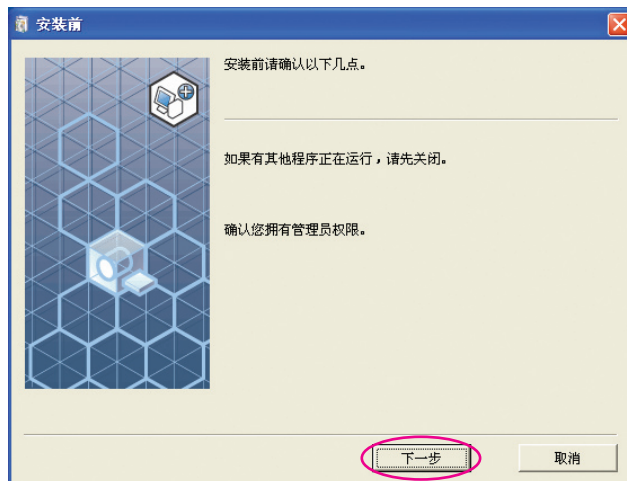 安装前
安装前请确认以下几点。
如果有其他程序正在运行，请先关闭。
确认您拥有管理员权限。
下一步
取消